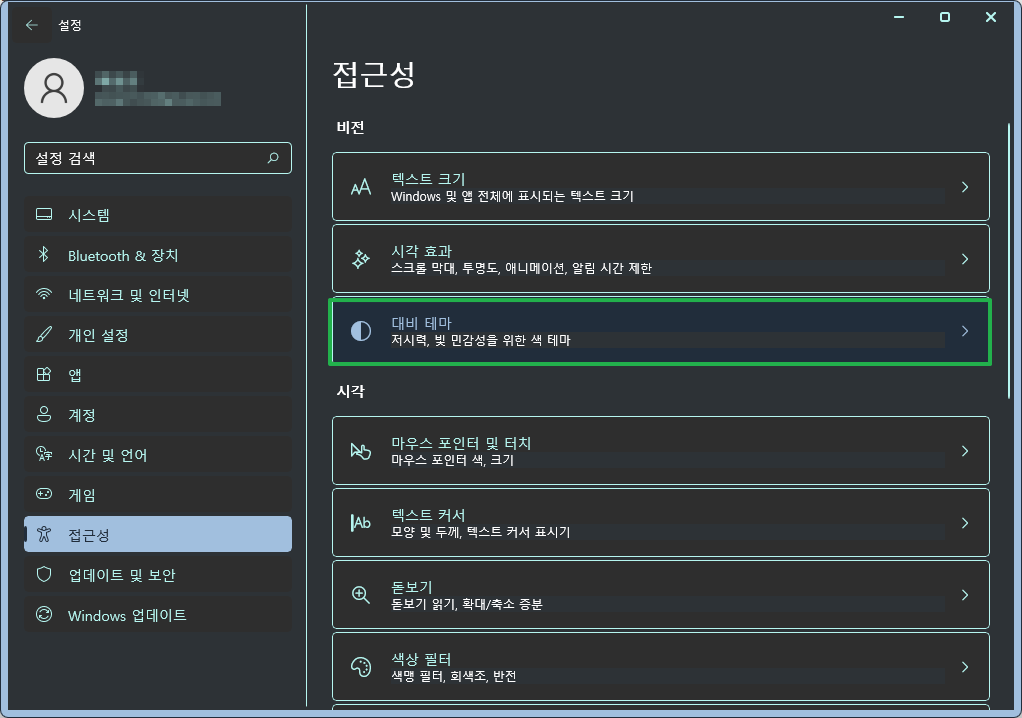 설정
설정 검색
시스템
Bluetooth & 장치
네트워크 및 인터넷
개인 설정
앱
계정
시간 및 언어
게임
접근성
업데이트 및 보안
Windows 업데이트
접근성
비전
텍스트 크기
Windows 및 앱 전체에 표시되는 텍스트 크기
시각 효과
스크롤 막대, 투명도, 애니메이션, 알림 시간 제한
대비 테마
저시력, 빛 민감성을 위한 색 테마
시각
마우스 포인터 및 터치
마우스 포인터 색, 크기
텍스트 커서
모양 및 두께, 텍스트 커서 표시기
돋보기
돋보기 읽기, 확대/축소 증분
색상 필터
색맹 필터, 회색조, 반전